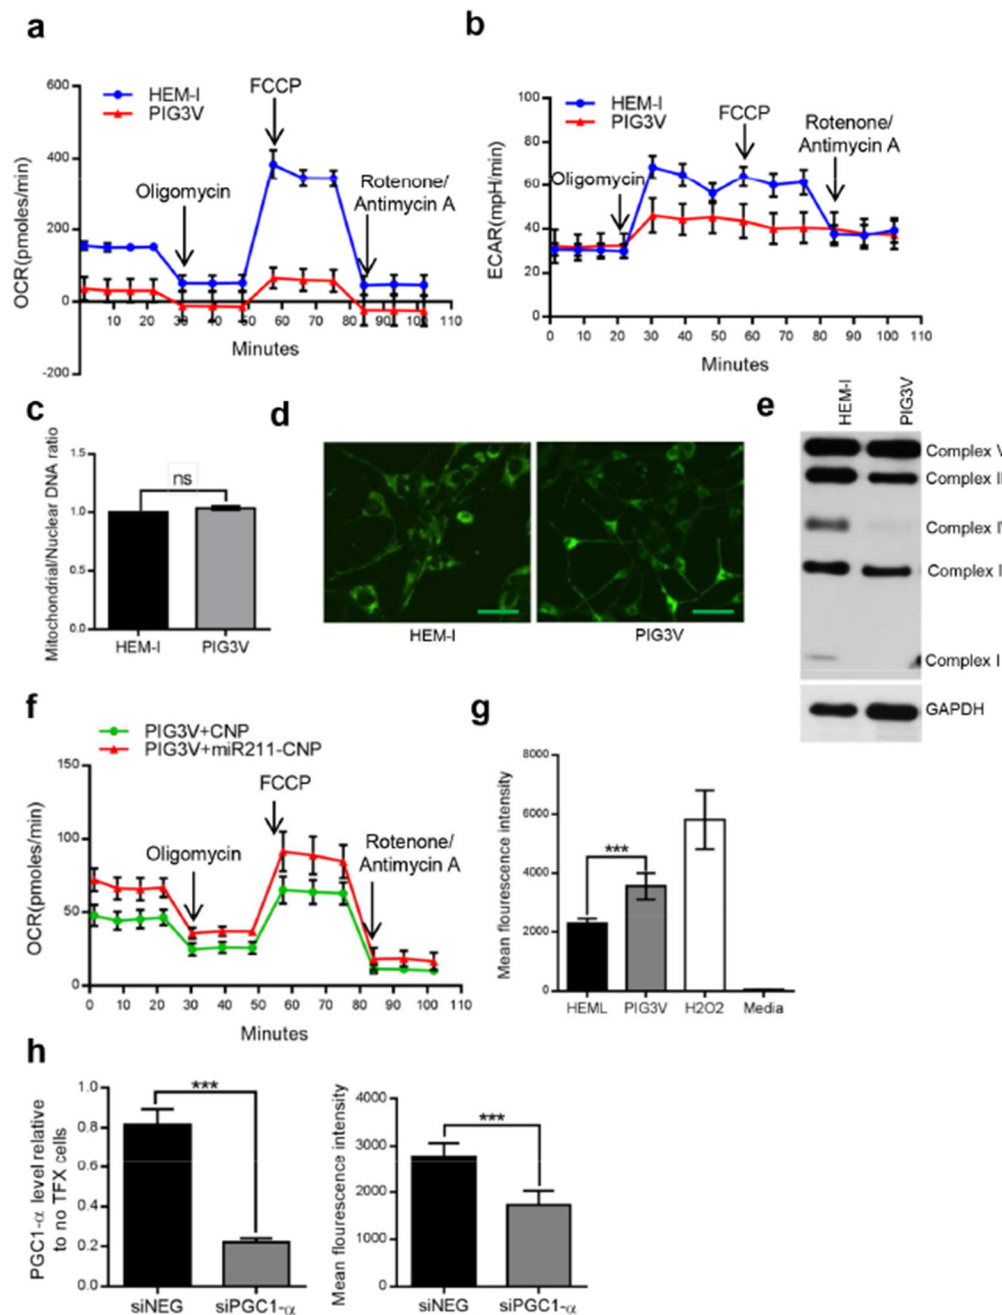 a
600
400
200
0
-200
OCR(pmoles/min)
HEM-I
PIG3V
Oligomycin
FCCP
Rotenone/
Antimycin A
10 20 30 40 50 60 70 80 90 100 110
Minutes
b
100
80
60
40
20
0
ECAR(mpH/min)
HEM-I
PIG3V
Oligomycin
FCCP
Rotenone/
Antimycin A
0 10 20 30 40 50 60 70 80 90 100 110
Minutes
c
Mitochondrial/Nuclear DNA ratio
1.5
1.0
0.5
0.0
ns
HEM-I PIG3V
d
HEM-I PIG3V
e
HEM-I PIG3V
Complex V
Complex II
Complex I
Complex I
GAPDH
f
PIG3V+CNP
PIG3V+miR211-CNP
150
100
50
0
OCR(pmoles/min)
Oligomycin
FCCP
Rotenone/
Antimycin A
0 10 20 30 40 50 60 70 80 90 100 110
Minutes
g
Mean flourescence intensity
8000
6000
4000
2000
0
***
HEML PIG3V H2O2 Media
h
PGC1-α level relative
to no TFX cells
1.0
0.8
0.6
0.4
0.2
0.0
***
siNEG siPGC1-α
Mean flourescence intensity
4000
3000
2000
1000
0
***
siNEG siPGC1-α